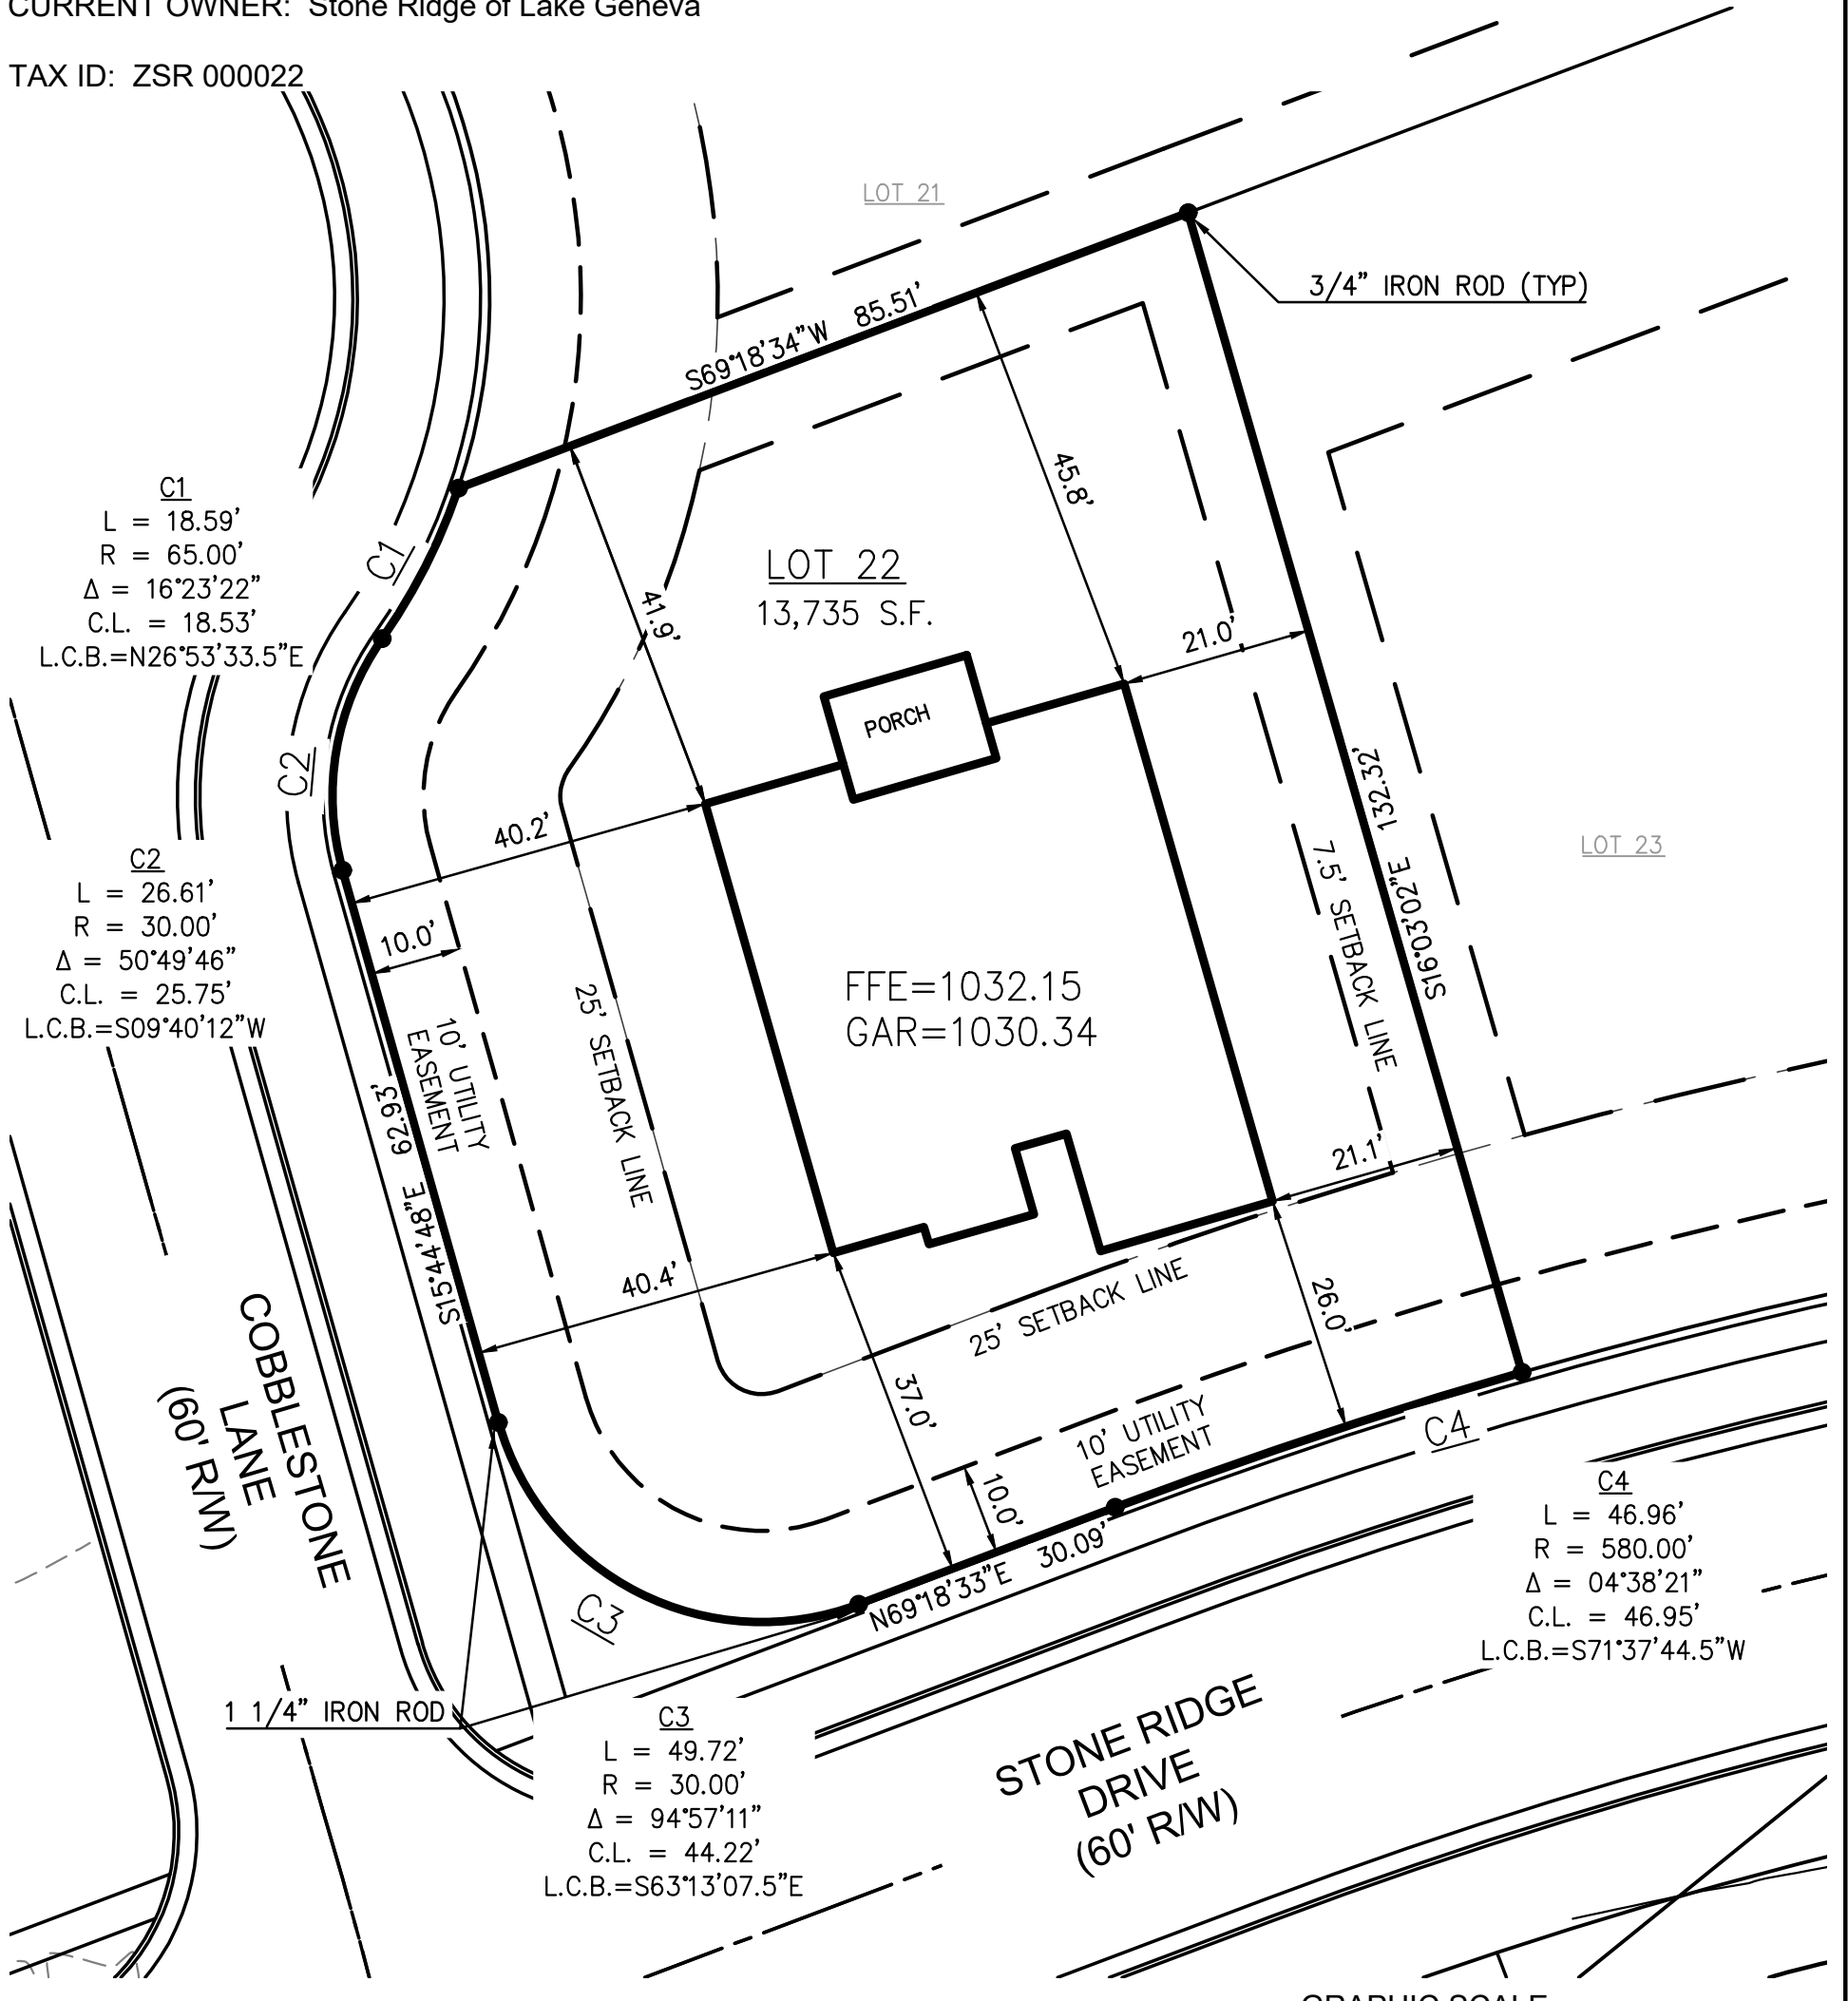 CURRENT OWNER: Stone Ridge of Lake Geneva
TAX ID: ZSR 000022
LOT 21
3/4" IRON ROD (TYP)
S69°18'34"W 85.51'
45.8'
C1
L = 18.59'
R = 65.00'
Δ = 16°23'22"
C.L. = 18.53'
L.C.B.=N26°53'33.5"E
C1
LOT 22
13,735 S.F.
41.9'
21.0'
PORCH
C2
40.2'
S16°03'02"E 132.32'
LOT 23
C2
L = 26.61'
R = 30.00'
Δ = 50°49'46"
C.L. = 25.75'
L.C.B.=S09°40'12"W
10.0'
7.5' SETBACK LINE
FFE=1032.15
GAR=1030.34
25' SETBACK LINE
10' UTILITY
EASEMENT
S15°44'48"E 62.93'
21.1'
40.4'
25' SETBACK LINE
26.0'
37.0'
COBBLESTONE
LANE
(60' R/W)
10' UTILITY
EASEMENT
C4
10.0'
N69°18'33"E 30.09'
C3
C4
L = 46.96'
R = 580.00'
Δ = 04°38'21"
C.L. = 46.95'
L.C.B.=S71°37'44.5"W
1 1/4" IRON ROD
C3
L = 49.72'
R = 30.00'
Δ = 94°57'11"
C.L. = 44.22'
L.C.B.=S63°13'07.5"E
STONE RIDGE
DRIVE
(60' R/W)
GRAPHIC SCALE